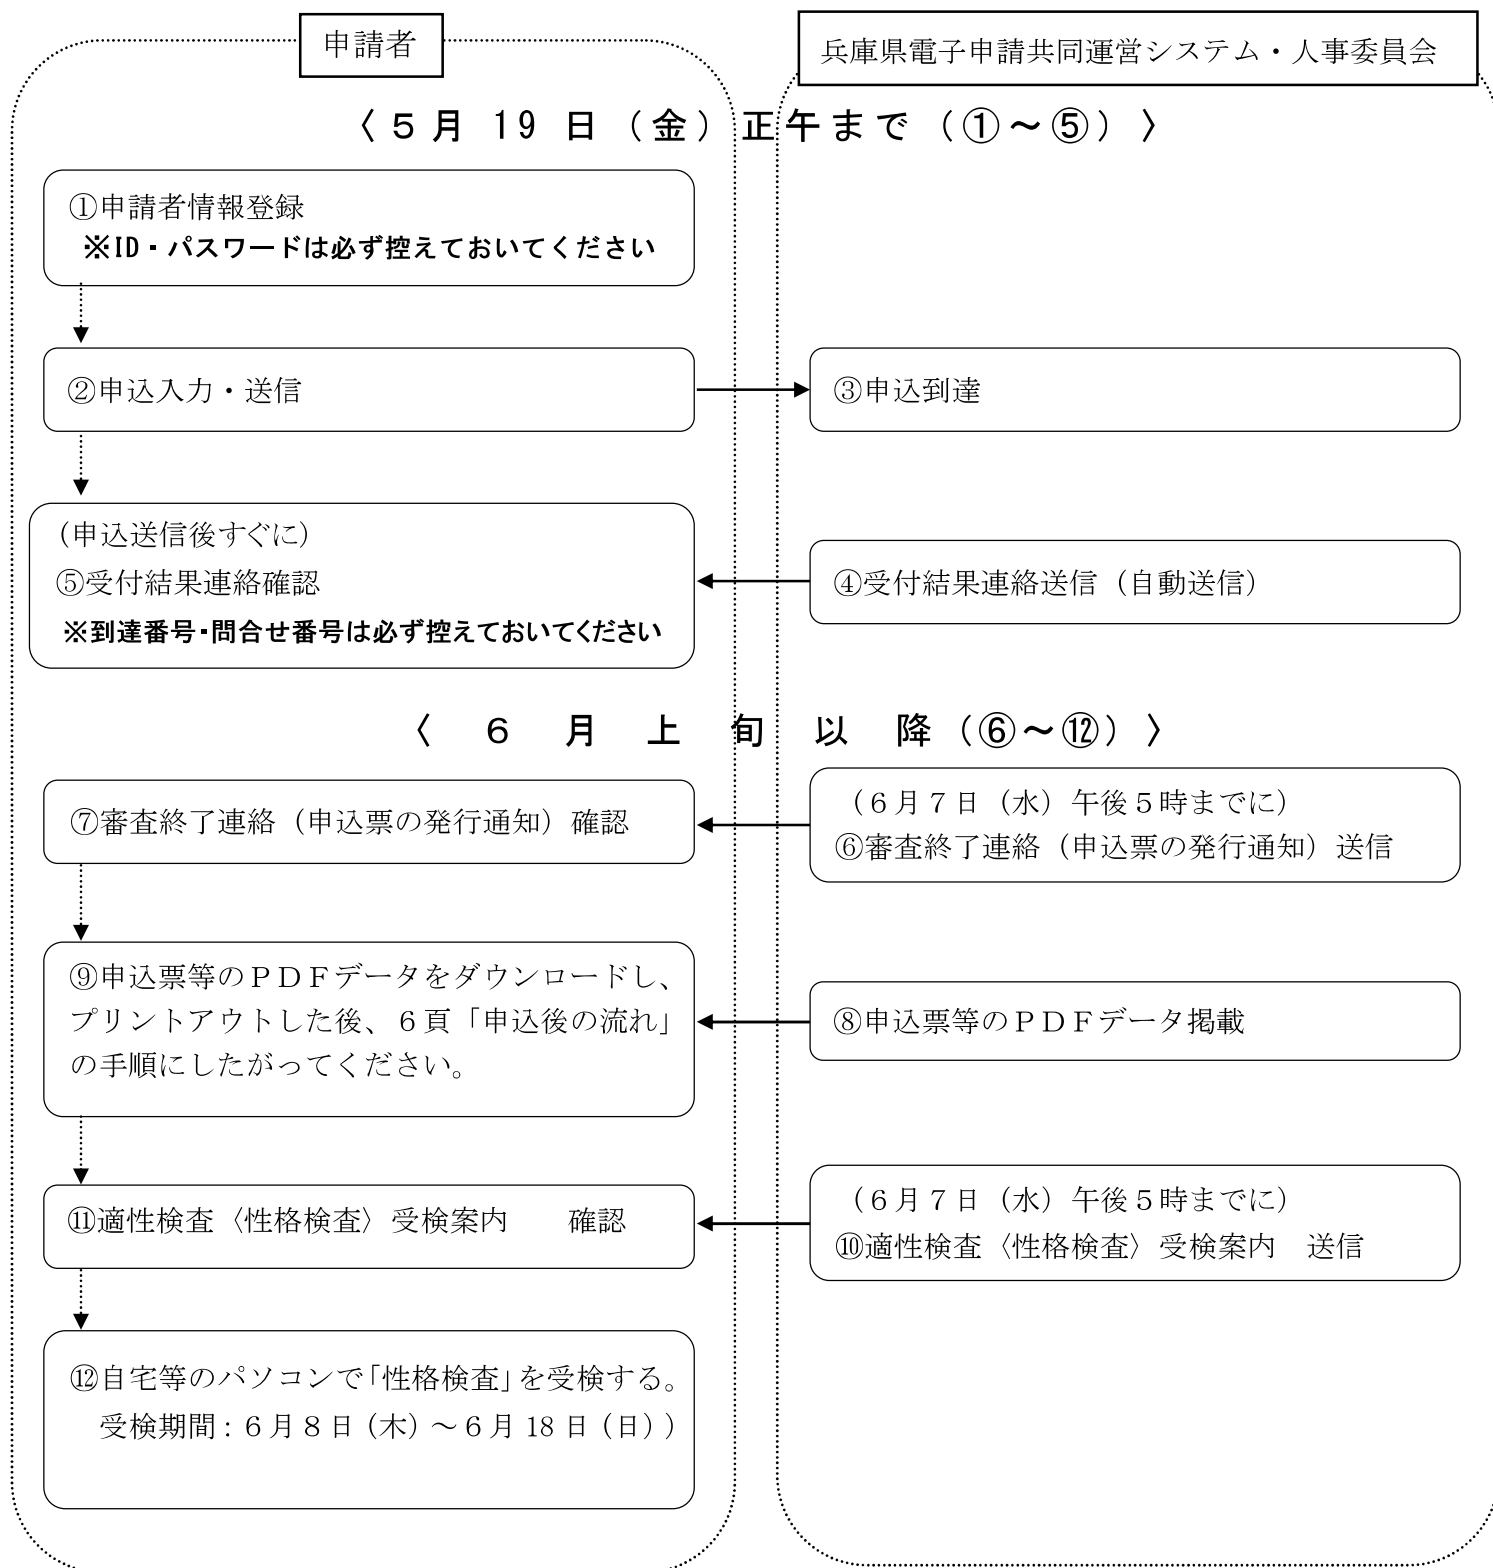 申請者
兵庫県電子申請共同運営システム・人事委員会
〈５月 19 日（金）正午まで（①～⑤）〉
①申請者情報登録
※ID・パスワードは必ず控えておいてください
②申込入力・送信
③申込到達
（申込送信後すぐに）
⑤受付結果連絡確認
※到達番号・問合せ番号は必ず控えておいてください
④受付結果連絡送信（自動送信）
〈　６　月　上　旬　以　降（⑥～⑫）〉
⑦審査終了連絡（申込票の発行通知）確認
（６月７日（水）午後５時までに）
⑥審査終了連絡（申込票の発行通知）送信
⑨申込票等のＰＤＦデータをダウンロードし、
プリントアウトした後、６頁「申込後の流れ」
の手順にしたがってください。
⑧申込票等のＰＤＦデータ掲載
⑪適性検査〈性格検査〉受検案内　　確認
（６月７日（水）午後５時までに）
⑩適性検査〈性格検査〉受検案内　送信
⑫自宅等のパソコンで「性格検査」を受検する。
受検期間：６月８日（木）～６月 18 日（日））